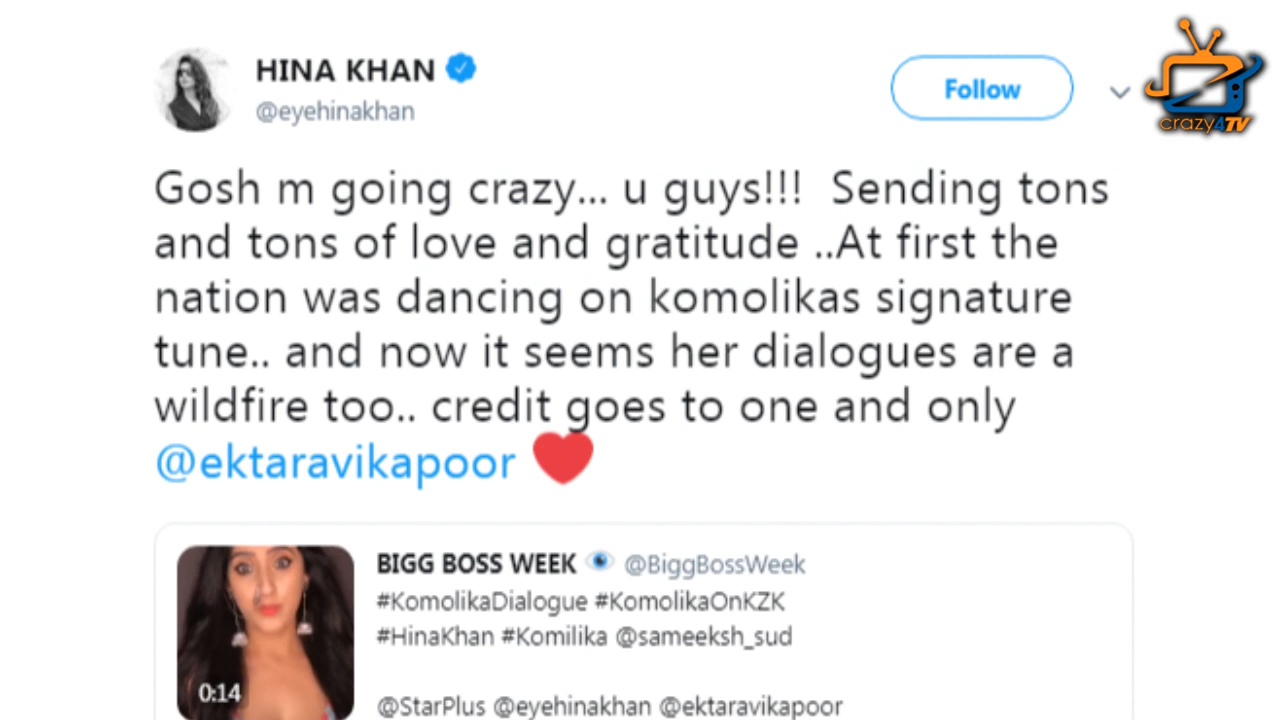 HINA KHAN
@eyehinakhan
Follow
crazy4TV
Gosh m going crazy... u guys!!! Sending tons
and tons of love and gratitude ..At first the
nation was dancing on komolikas signature
tune.. and now it seems her dialogues are a
wildfire too.. credit goes to one and only
@ektaravikapoor ❤
BIGG BOSS WEEK 👁 @BiggBossWeek
#KomolikaDialogue #KomolikaOnKZK
#HinaKhan #Komilika @sameeksh_sud
0:14
@StarPlus @eyehinakhan @ektaravikapoor